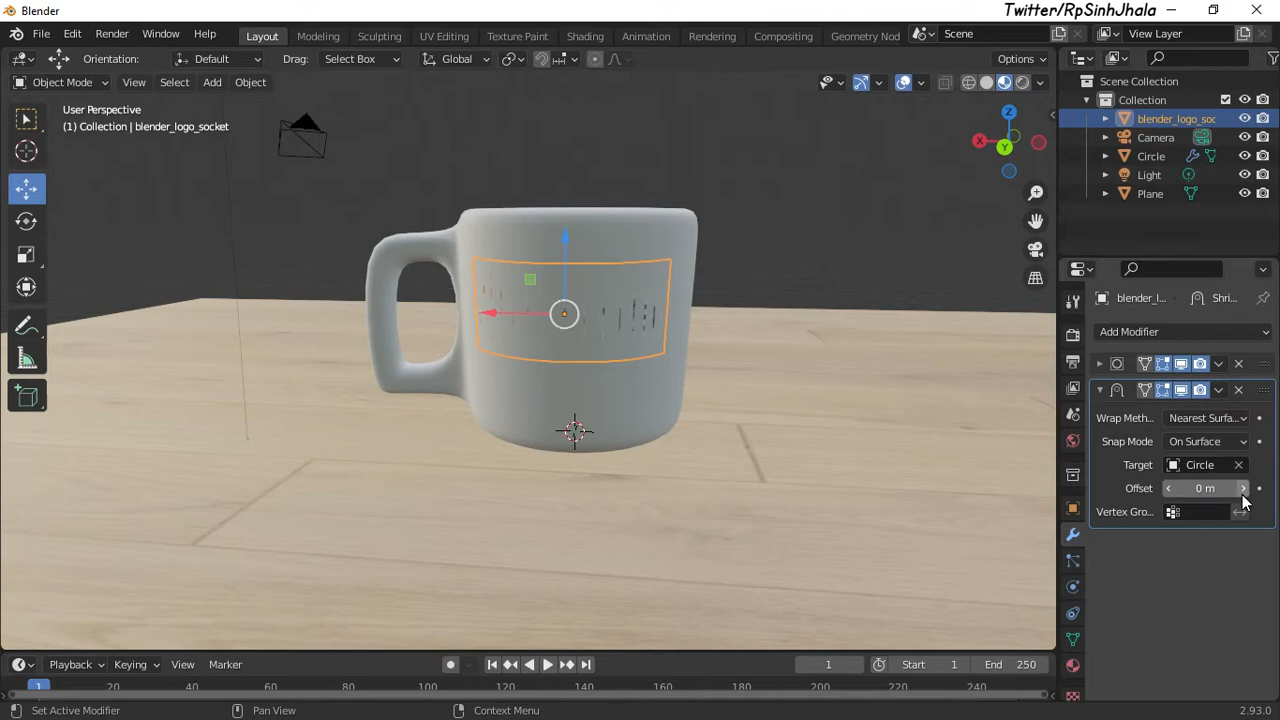 Blender
Twitter/RpSinhJhala
File Edit Render Window Help
Layout Modeling Sculpting UV Editing Texture Paint Shading Animation Rendering Compositing Geometry Nod
Scene
View Layer
Orientation: Default Drag: Select Box Global Options
Object Mode View Select Add Object
User Perspective
(1) Collection | blender_logo_socket
X
Y
Z
Scene Collection
Collection
blender_logo_soc
Camera
Circle
Light
Plane
blender_l... Shri...
Add Modifier
Wrap Meth... Nearest Surfa...
Snap Mode On Surface
Target Circle
Offset 0 m
Vertex Gro...
Playback Keying View Marker
1 Start 1 End 250
1 20 40 60 80 100 120 140 160 180 200 220 240
Set Active Modifier Pan View Context Menu 2.93.0